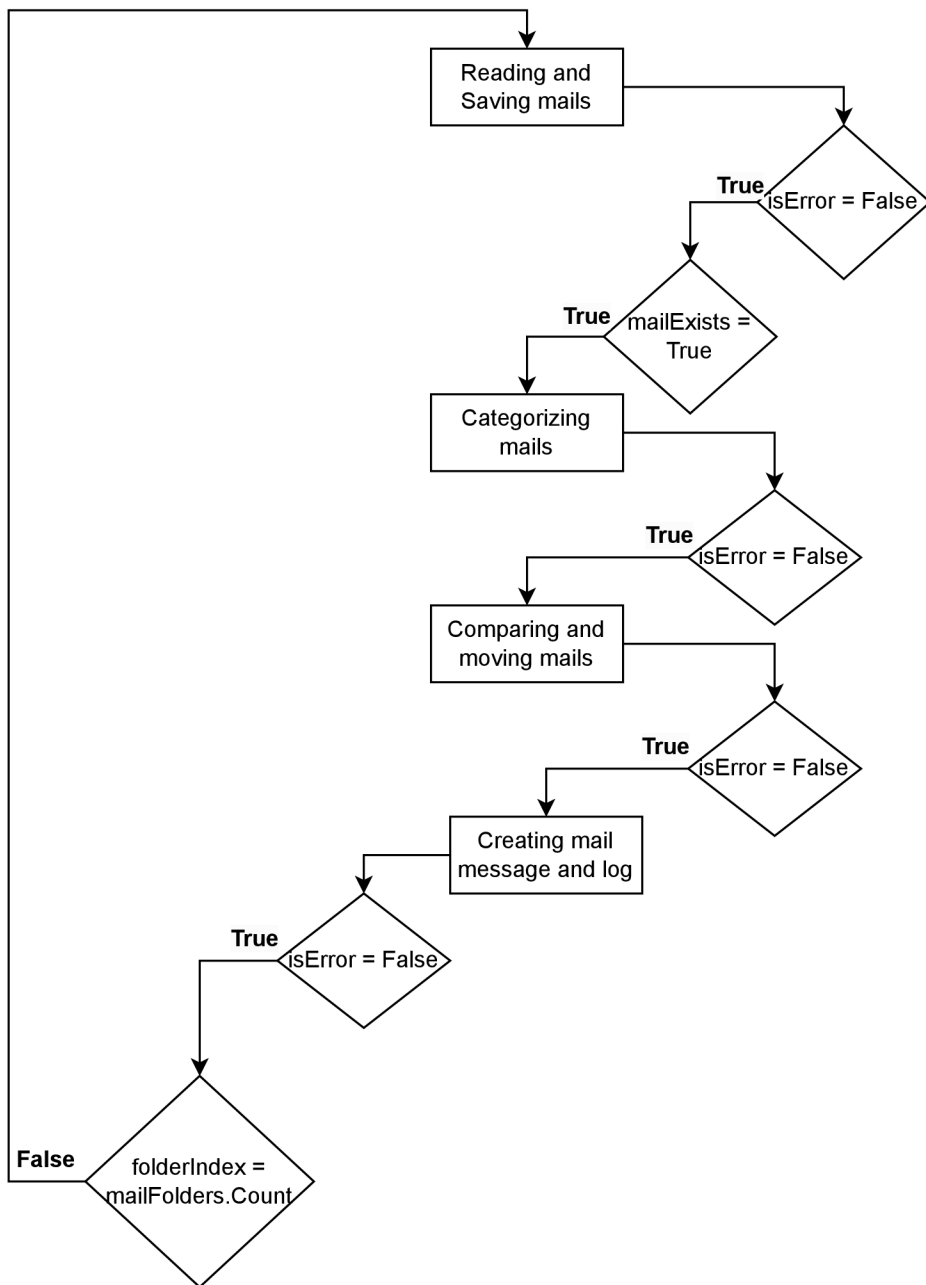 Reading and
Saving mails
True
isError = False
True
mailExists =
True
Categorizing
mails
True
isError = False
Comparing and
moving mails
True
isError = False
Creating mail
message and log
True
isError = False
False
folderIndex =
mailFolders.Count